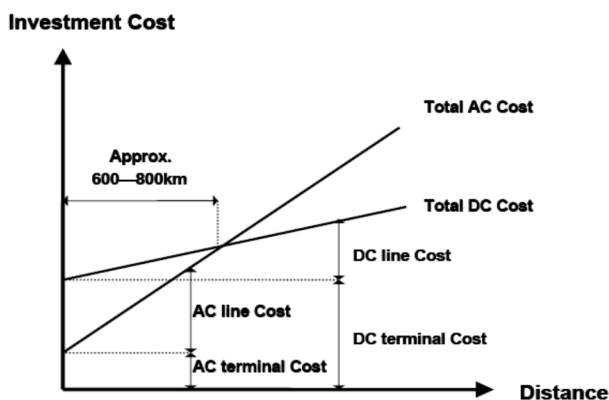 Investment Cost
Total AC Cost
Approx.
600—800km
Total DC Cost
DC line Cost
AC line Cost
DC terminal Cost
AC terminal Cost
Distance